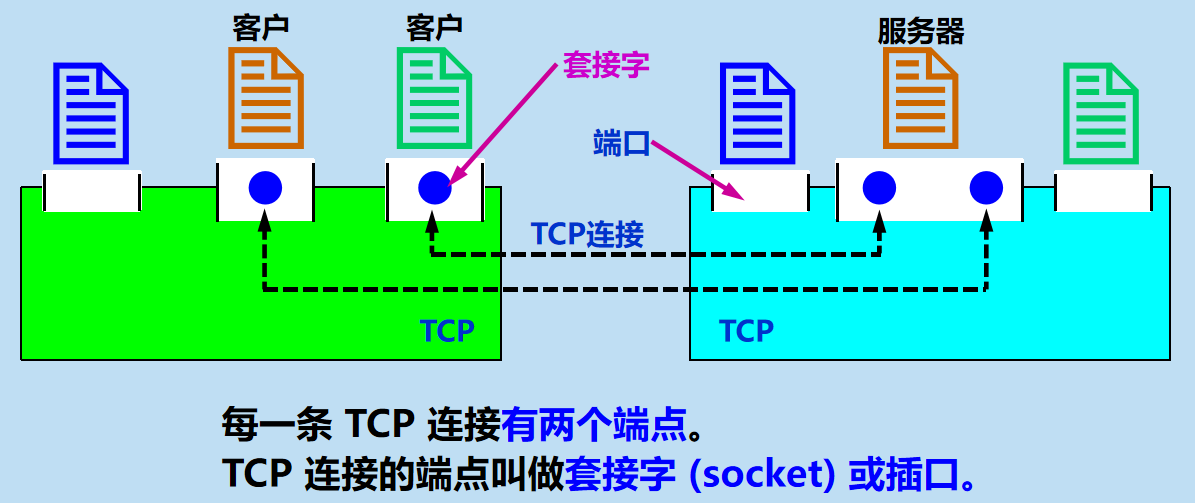 客户
客户
服务器
套接字
端口
TCP连接
TCP
TCP
每一条 TCP 连接有两个端点。
TCP 连接的端点叫做套接字 (socket) 或插口。